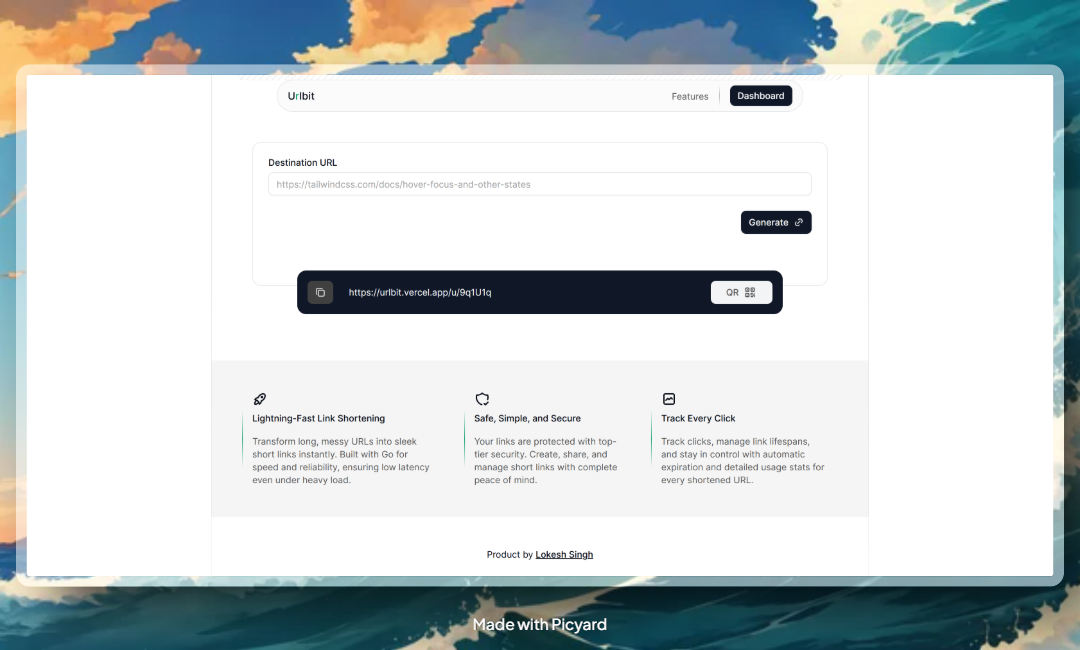 Urlbit
Features
Dashboard
Destination URL
https://tailwindcss.com/docs/hover-focus-and-other-states
Generate
https://urlbit.vercel.app/u/9q1U1q
QR
Lightning-Fast Link Shortening
Transform long, messy URLs into sleek
short links instantly. Built with Go for
speed and reliability, ensuring low latency
even under heavy load.
Safe, Simple, and Secure
Your links are protected with top-
tier security. Create, share, and
manage short links with complete
peace of mind.
Track Every Click
Track clicks, manage link lifespans,
and stay in control with automatic
expiration and detailed usage stats for
every shortened URL.
Product by Lokesh Singh
Made with Picyard